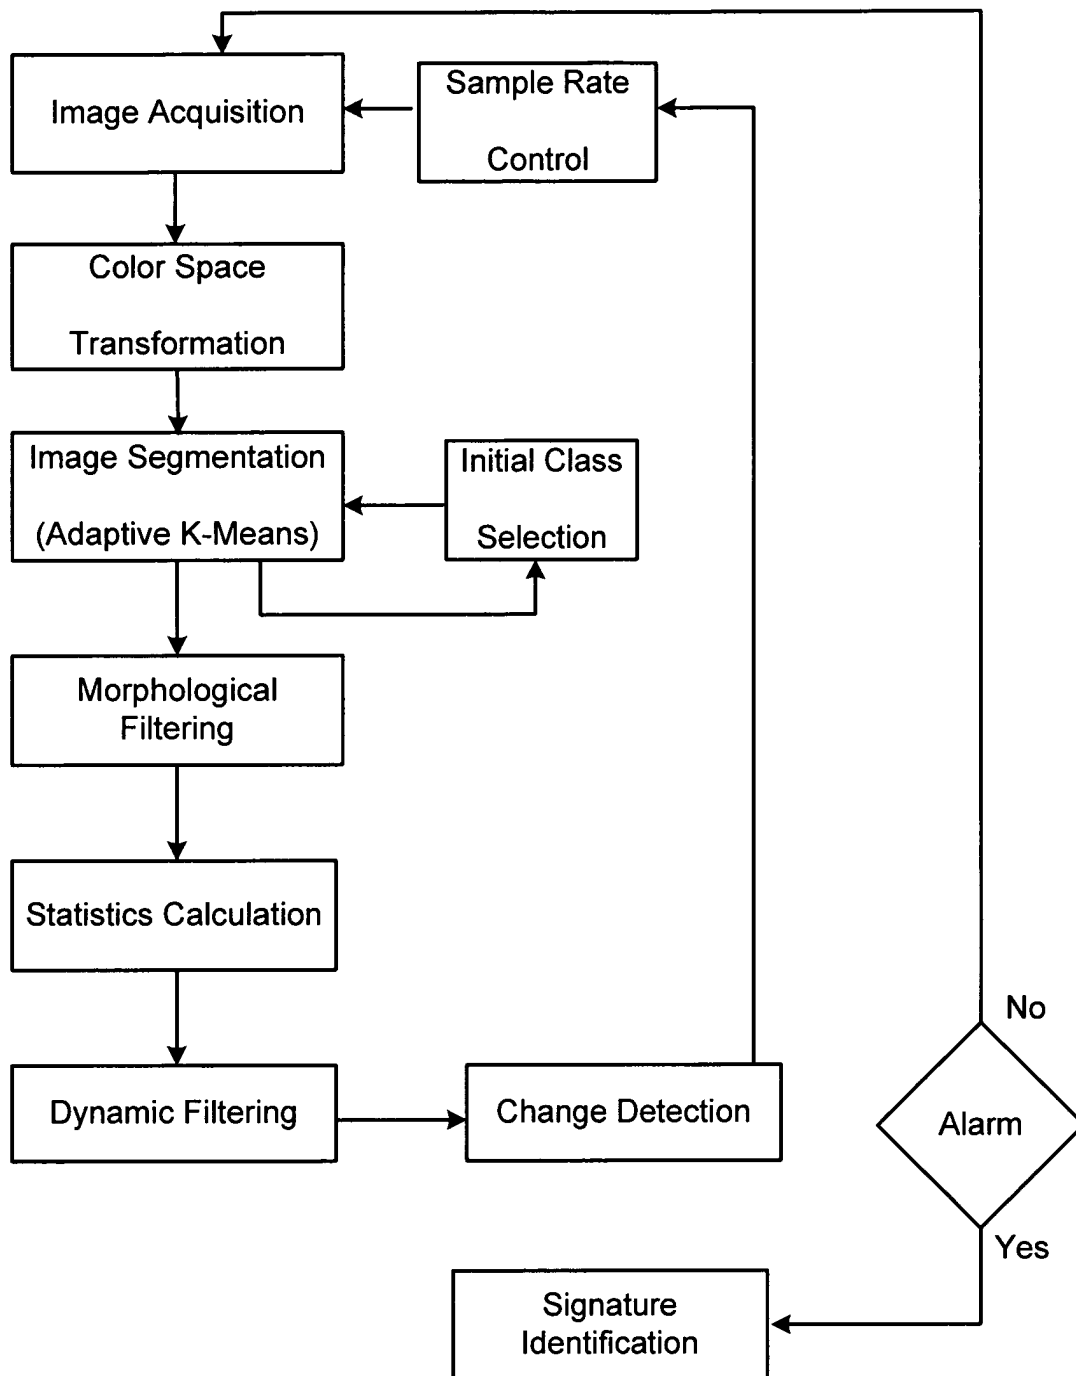 Image Acquisition
Sample Rate
Control
Color Space
Transformation
Image Segmentation
(Adaptive K-Means)
Initial Class
Selection
Morphological
Filtering
Statistics Calculation
Dynamic Filtering
Change Detection
No
Alarm
Yes
Signature
Identification